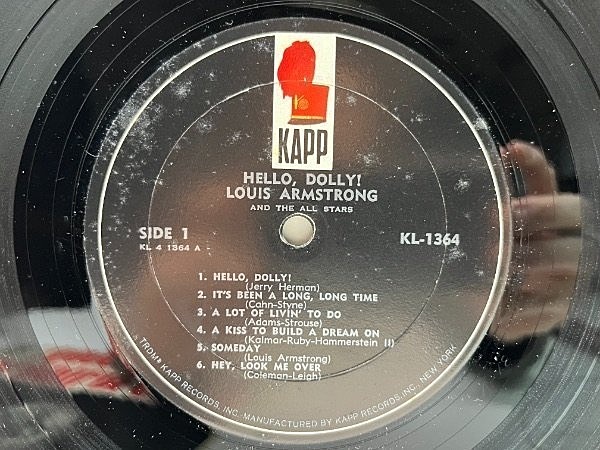 KAPP
HELLO, DOLLY!
LOUIS ARMSTRONG
AND THE ALL STARS
SIDE 1
KL 4 1364 A
KL-1364
1. HELLO, DOLLY!
(Jerry Herman)
2. IT'S BEEN A LONG, LONG TIME
(Cahn-Styne)
3. A LOT OF LIVIN' TO DO
(Adams-Strouse)
4. A KISS TO BUILD A DREAM ON
(Kalmar-Ruby-Hammerstein II)
5. SOMEDAY
(Louis Armstrong)
6. HEY, LOOK ME OVER
(Coleman-Leigh)
TRDMK KAPP RECORDS, INC. MANUFACTURED BY KAPP RECORDS, INC., NEW YORK